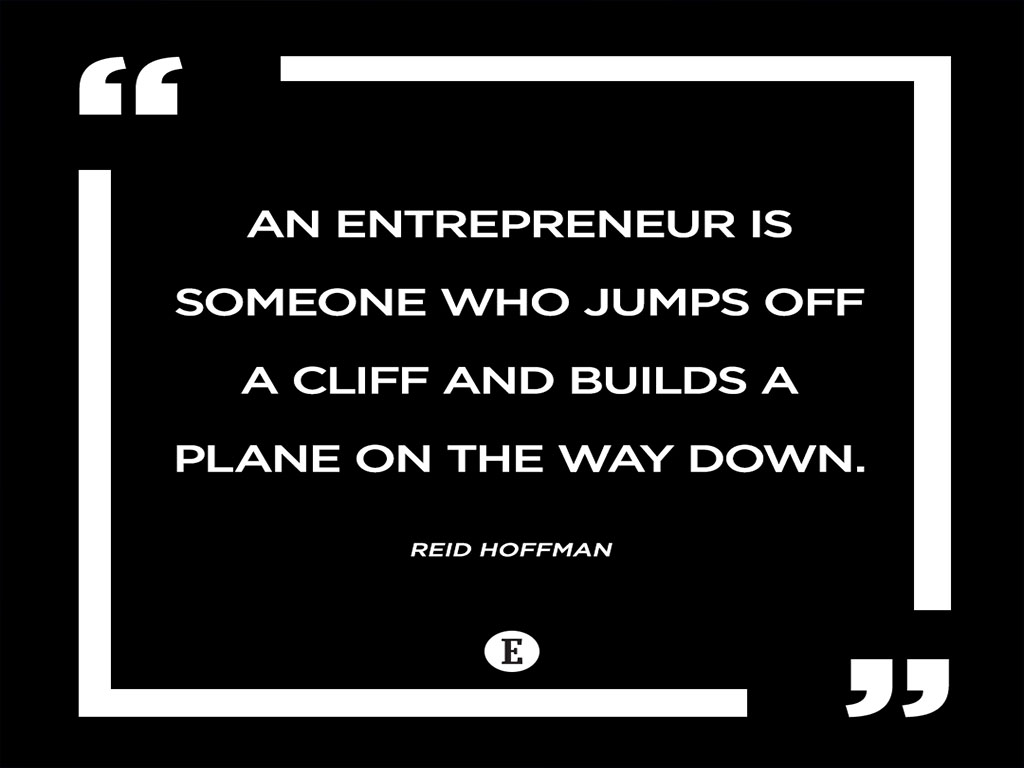 “
AN ENTREPRENEUR IS
SOMEONE WHO JUMPS OFF
A CLIFF AND BUILDS A
PLANE ON THE WAY DOWN.
REID HOFFMAN
E
”